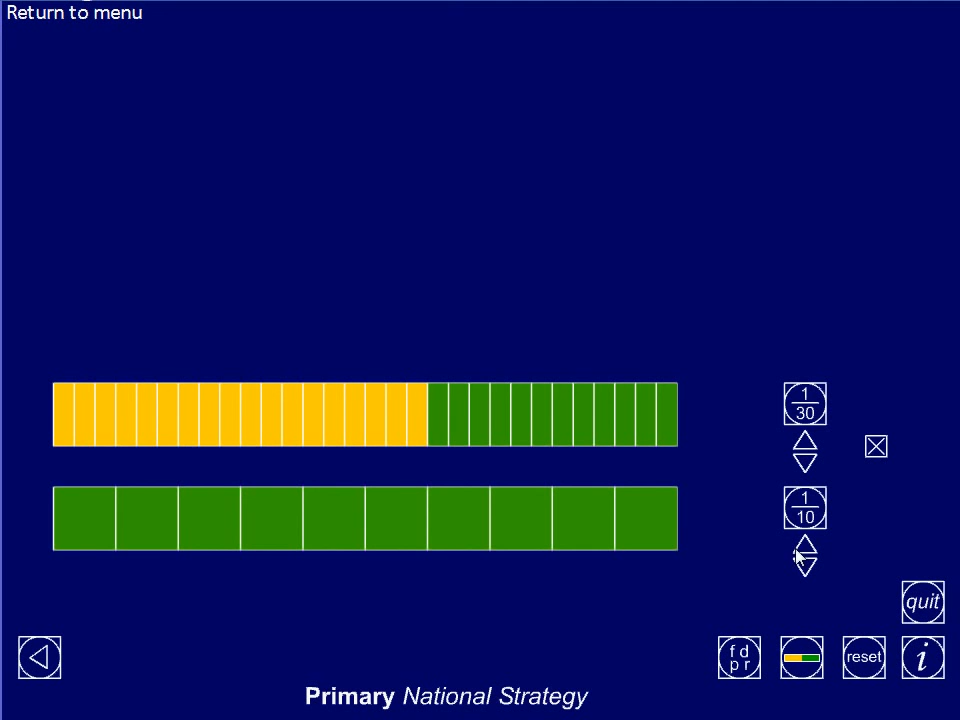 Return to menu
1
30
1
10
quit
f d
p r
reset
i
Primary National Strategy